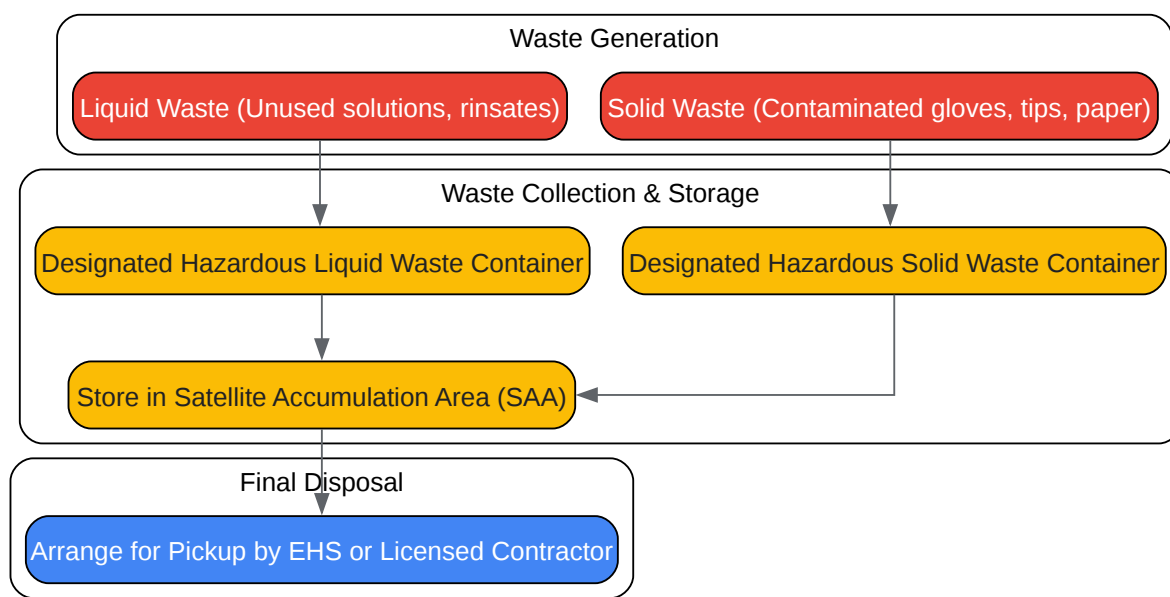 Waste Generation
Liquid Waste (Unused solutions, rinsates)
Solid Waste (Contaminated gloves, tips, paper)
Waste Collection & Storage
Designated Hazardous Liquid Waste Container
Designated Hazardous Solid Waste Container
Store in Satellite Accumulation Area (SAA)
Final Disposal
Arrange for Pickup by EHS or Licensed Contractor